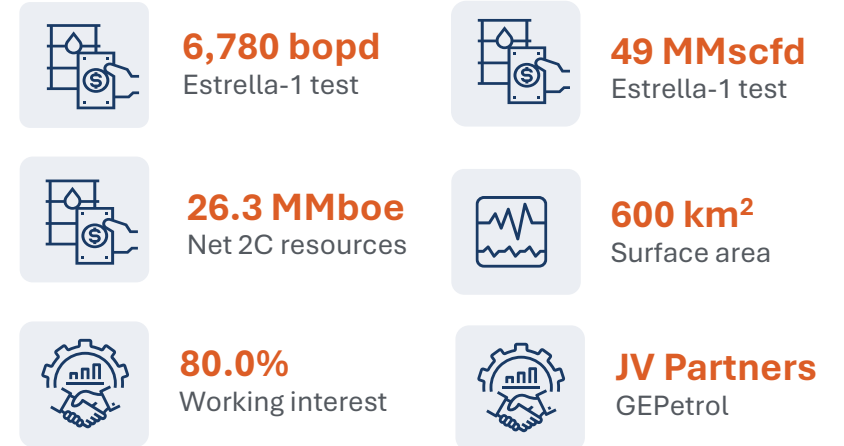 6,780 bopd
Estrella-1 test
49 MMscfd
Estrella-1 test
26.3 MMboe
Net 2C resources
600 km²
Surface area
80.0%
Working interest
JV Partners
GEPetrol